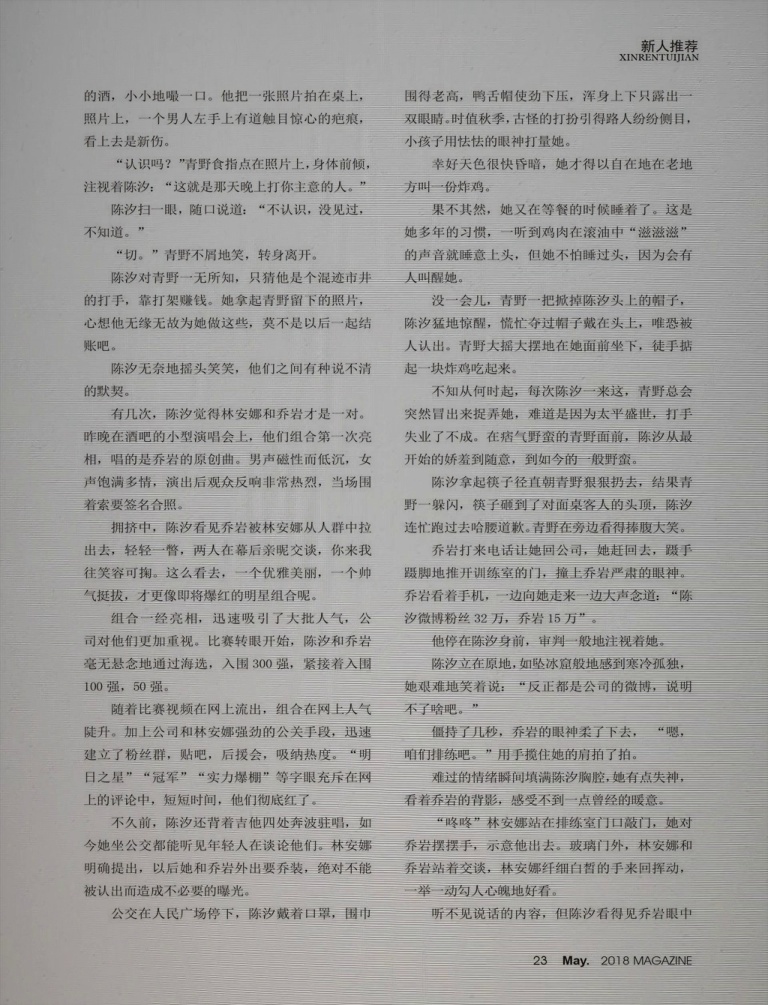 新人推荐
XINRENTUIJIAN
的酒，小小地嘬一口。他把一张照片拍在桌上，
照片上，一个男人左手上有道触目惊心的疤痕，
看上去是新伤。
“认识吗？”青野食指点在照片上，身体前倾，
注视着陈汐：“这就是那天晚上打你主意的人。”
陈汐扫一眼，随口说道：“不认识，没见过，
不知道。”
“切。”青野不屑地笑，转身离开。
陈汐对青野一无所知，只猜他是个混迹市井
的打手，靠打架赚钱。她拿起青野留下的照片，
心想他无缘无故为她做这些，莫不是以后一起结
账吧。
陈汐无奈地摇头笑笑，他们之间有种说不清
的默契。
有几次，陈汐觉得林安娜和乔岩才是一对。
昨晚在酒吧的小型演唱会上，他们组合第一次亮
相，唱的是乔岩的原创曲。男声磁性而低沉，女
声饱满多情，演出后观众反响非常热烈，当场围
着索要签名合照。
拥挤中，陈汐看见乔岩被林安娜从人群中拉
出去，轻轻一瞥，两人在幕后亲昵交谈，你来我
往笑容可掬。这么看去，一个优雅美丽，一个帅
气挺拔，才更像即将爆红的明星组合呢。
组合一经亮相，迅速吸引了大批人气，公
司对他们更加重视。比赛转眼开始，陈汐和乔岩
毫无悬念地通过海选，入围 300 强，紧接着入围
100 强，50 强。
随着比赛视频在网上流出，组合在网上人气
陡升。加上公司和林安娜强劲的公关手段，迅速
建立了粉丝群，贴吧，后援会，吸纳热度。“明
日之星”“冠军”“实力爆棚”等字眼充斥在网
上的评论中，短短时间，他们彻底红了。
不久前，陈汐还背着吉他四处奔波驻唱，如
今她坐公交都能听见年轻人在谈论他们。林安娜
明确提出，以后她和乔岩外出要乔装，绝对不能
被认出而造成不必要的曝光。
公交在人民广场停下，陈汐戴着口罩，围巾
围得老高，鸭舌帽使劲下压，浑身上下只露出一
双眼睛。时值秋季，古怪的打扮引得路人纷纷侧目，
小孩子用怯怯的眼神打量她。
幸好天色很快昏暗，她才得以自在地在老地
方叫一份炸鸡。
果不其然，她又在等餐的时候睡着了。这是
她多年的习惯，一听到鸡肉在滚油中“滋滋滋”
的声音就睡意上头，但她不怕睡过头，因为会有
人叫醒她。
没一会儿，青野一把掀掉陈汐头上的帽子，
陈汐猛地惊醒，慌忙夺过帽子戴在头上，唯恐被
人认出。青野大摇大摆地在她面前坐下，徒手掂
起一块炸鸡吃起来。
不知从何时起，每次陈汐一来这，青野总会
突然冒出来捉弄她，难道是因为太平盛世，打手
失业了不成。在痞气野蛮的青野面前，陈汐从最
开始的娇羞到随意，到如今的一般野蛮。
陈汐拿起筷子径直朝青野狠狠扔去，结果青
野一躲闪，筷子砸到了对面桌客人的头顶，陈汐
连忙跑过去哈腰道歉。青野在旁边看得捧腹大笑。
乔岩打来电话让她回公司，她赶回去，蹑手
蹑脚地推开训练室的门，撞上乔岩严肃的眼神。
乔岩看着手机，一边向她走来一边大声念道：“陈
汐微博粉丝 32 万，乔岩 15 万”。
他停在陈汐身前，审判一般地注视着她。
陈汐立在原地，如坠冰窟般地感到寒冷孤独，
她艰难地笑着说：“反正都是公司的微博，说明
不了啥吧。”
僵持了几秒，乔岩的眼神柔了下去， “嗯，
咱们排练吧。”用手揽住她的肩拍了拍。
难过的情绪瞬间填满陈汐胸腔，她有点失神，
看着乔岩的背影，感受不到一点曾经的暖意。
“咚咚”林安娜站在排练室门口敲门，她对
乔岩摆摆手，示意他出去。玻璃门外，林安娜和
乔岩站着交谈，林安娜纤细白皙的手来回挥动，
一举一动勾人心魄地好看。
听不见说话的内容，但陈汐看得见乔岩眼中
23 May. 2018 MAGAZINE